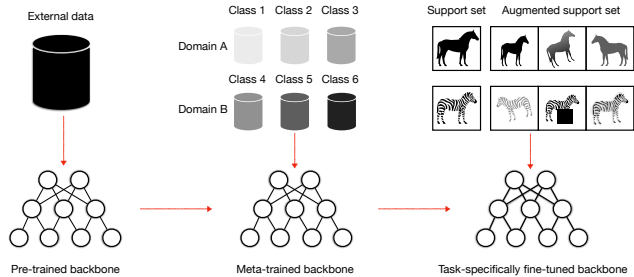 External data
Class 1 Class 2 Class 3
Domain A
Class 4 Class 5 Class 6
Domain B
Support set Augmented support set
Pre-trained backbone
Meta-trained backbone
Task-specifically fine-tuned backbone